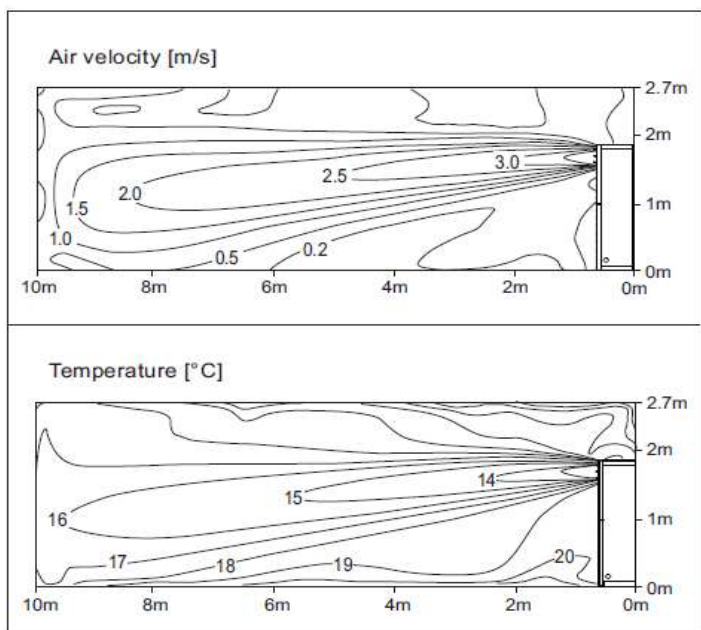 Air velocity [m/s]
2.7m
2m
3.0
2.5
2.0
1.5
1m
1.0
0.5 0.2
0m
10m 8m 6m 4m 2m 0m
Temperature [°C]
2.7m
2m
14
15
16
1m
17
18 19 20
0m
10m 8m 6m 4m 2m 0m